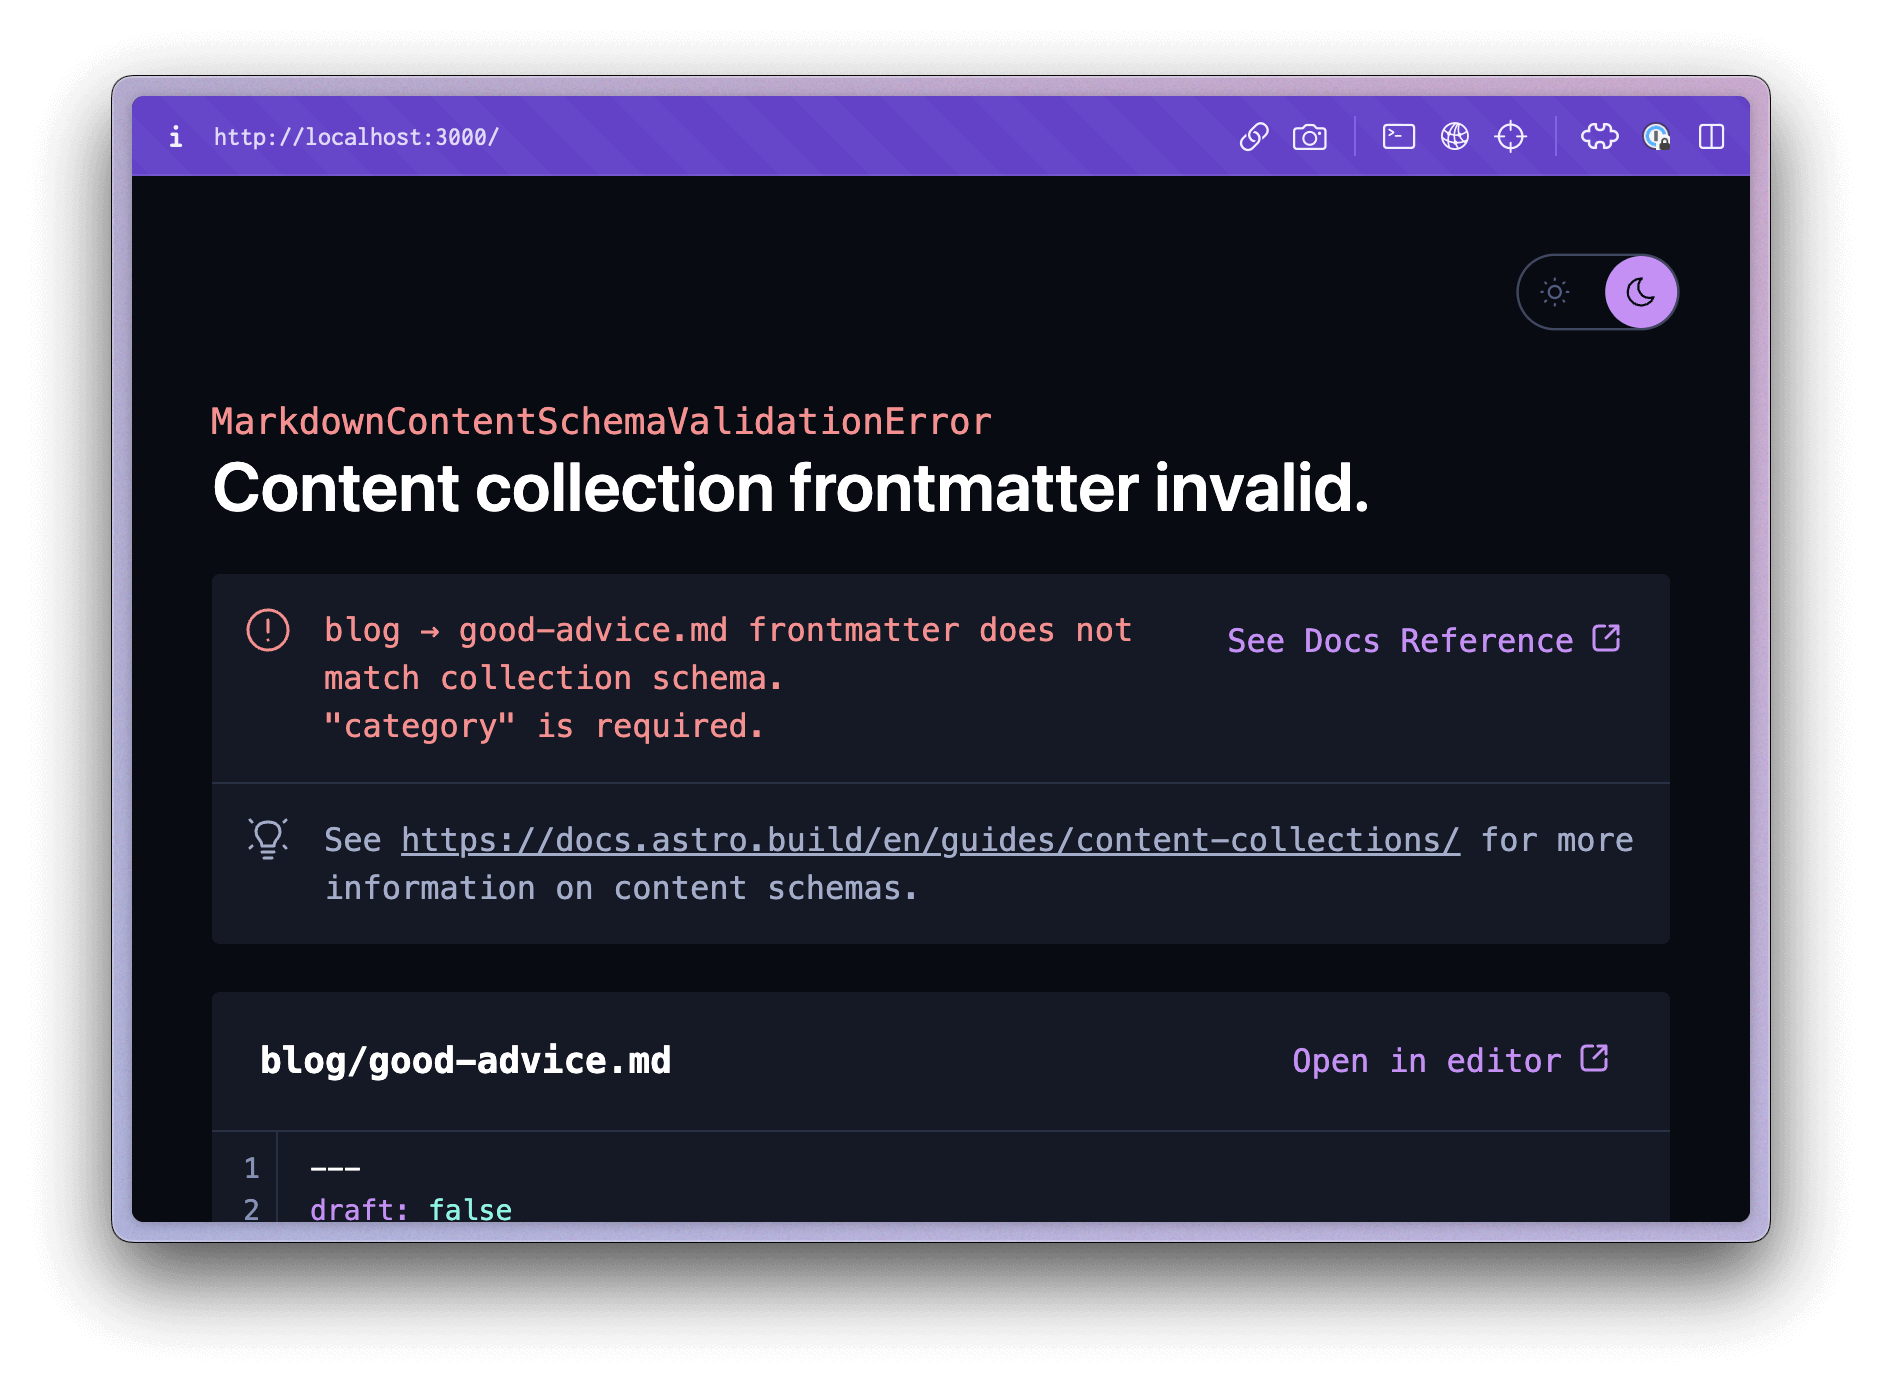 http://localhost:3000/
MarkdownContentSchemaValidationError
Content collection frontmatter invalid.
blog → good-advice.md frontmatter does not
match collection schema.
"category" is required.
See Docs Reference
See https://docs.astro.build/en/guides/content-collections/ for more
information on content schemas.
blog/good-advice.md
Open in editor
1 ---
2 draft: false